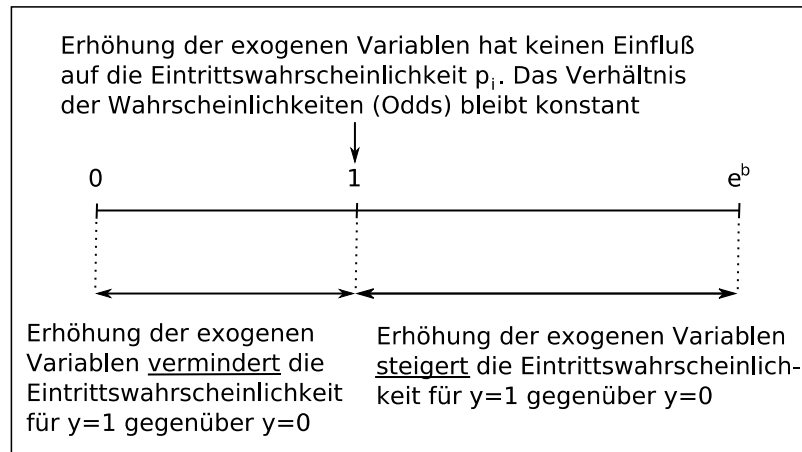 Erhöhung der exogenen Variablen hat keinen Einfluß
auf die Eintrittswahrscheinlichkeit pᵢ. Das Verhältnis
der Wahrscheinlichkeiten (Odds) bleibt konstant
0 1 eᵇ
Erhöhung der exogenen
Variablen vermindert die
Eintrittswahrscheinlichkeit
für y=1 gegenüber y=0
Erhöhung der exogenen Variablen
steigert die Eintrittswahrscheinlich-
keit für y=1 gegenüber y=0